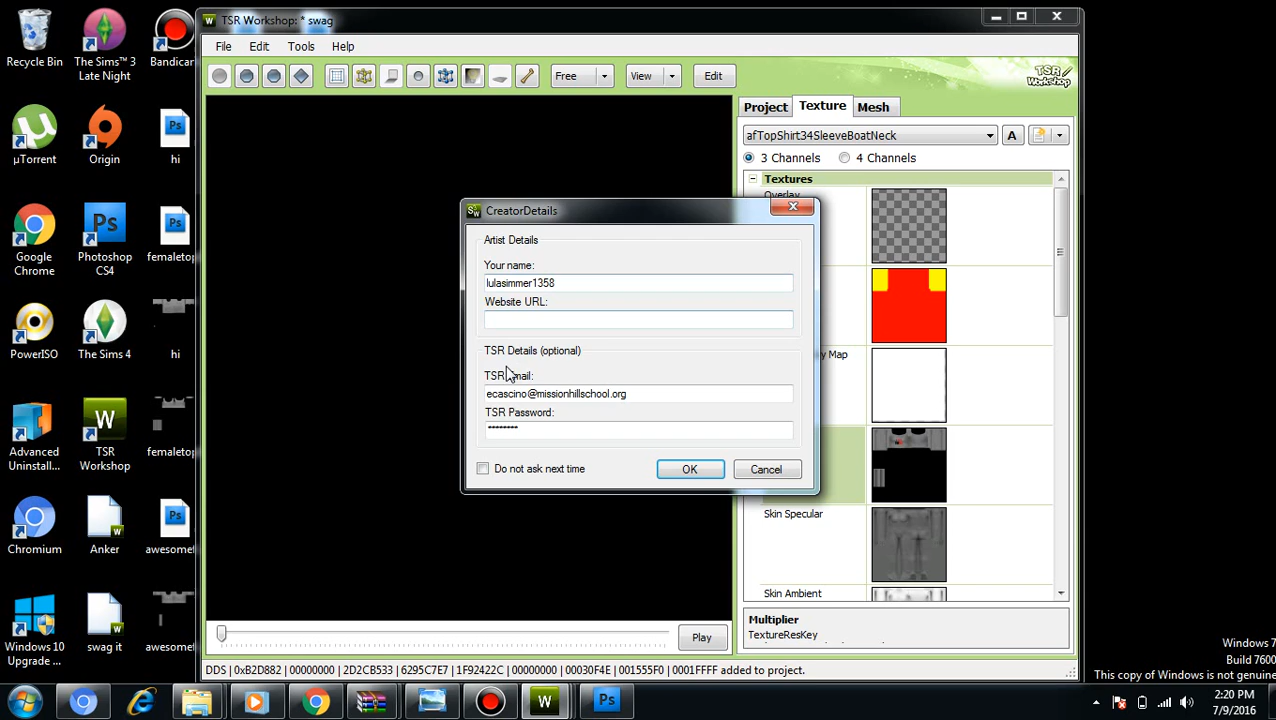 TSR Workshop: * swag
File Edit Tools Help
Free View Edit
TSR Workshop
Project Texture Mesh
afTopShirt34SleeveBoatNeck A
3 Channels 4 Channels
Textures
Overlay
y Map
Skin Specular
Skin Ambient
Multiplier
TextureResKey
CreatorDetails
Artist Details
Your name:
lulasimmer1358
Website URL:
TSR Details (optional)
TSR Email:
ecascino@missionhillschool.org
TSR Password:
********
Do not ask next time OK Cancel
Play
DDS | 0xB2D882 | 00000000 | 2D2CB533 | 6295C7E7 | 1F92422C | 00000000 | 00030F4E | 001555F0 | 0001FFFF added to project.
Recycle Bin
The Sims™ 3 Late Night
Bandicam
µTorrent
Origin
hi
Google Chrome
Photoshop CS4
femaletop
PowerISO
The Sims 4
hi
Advanced Uninstall...
TSR Workshop
femaletop
Chromium
Anker
awesomet
Windows 10 Upgrade ...
swag it
awesomet
Windows 7
Build 7600
This copy of Windows is not genuine
2:20 PM
7/9/2016